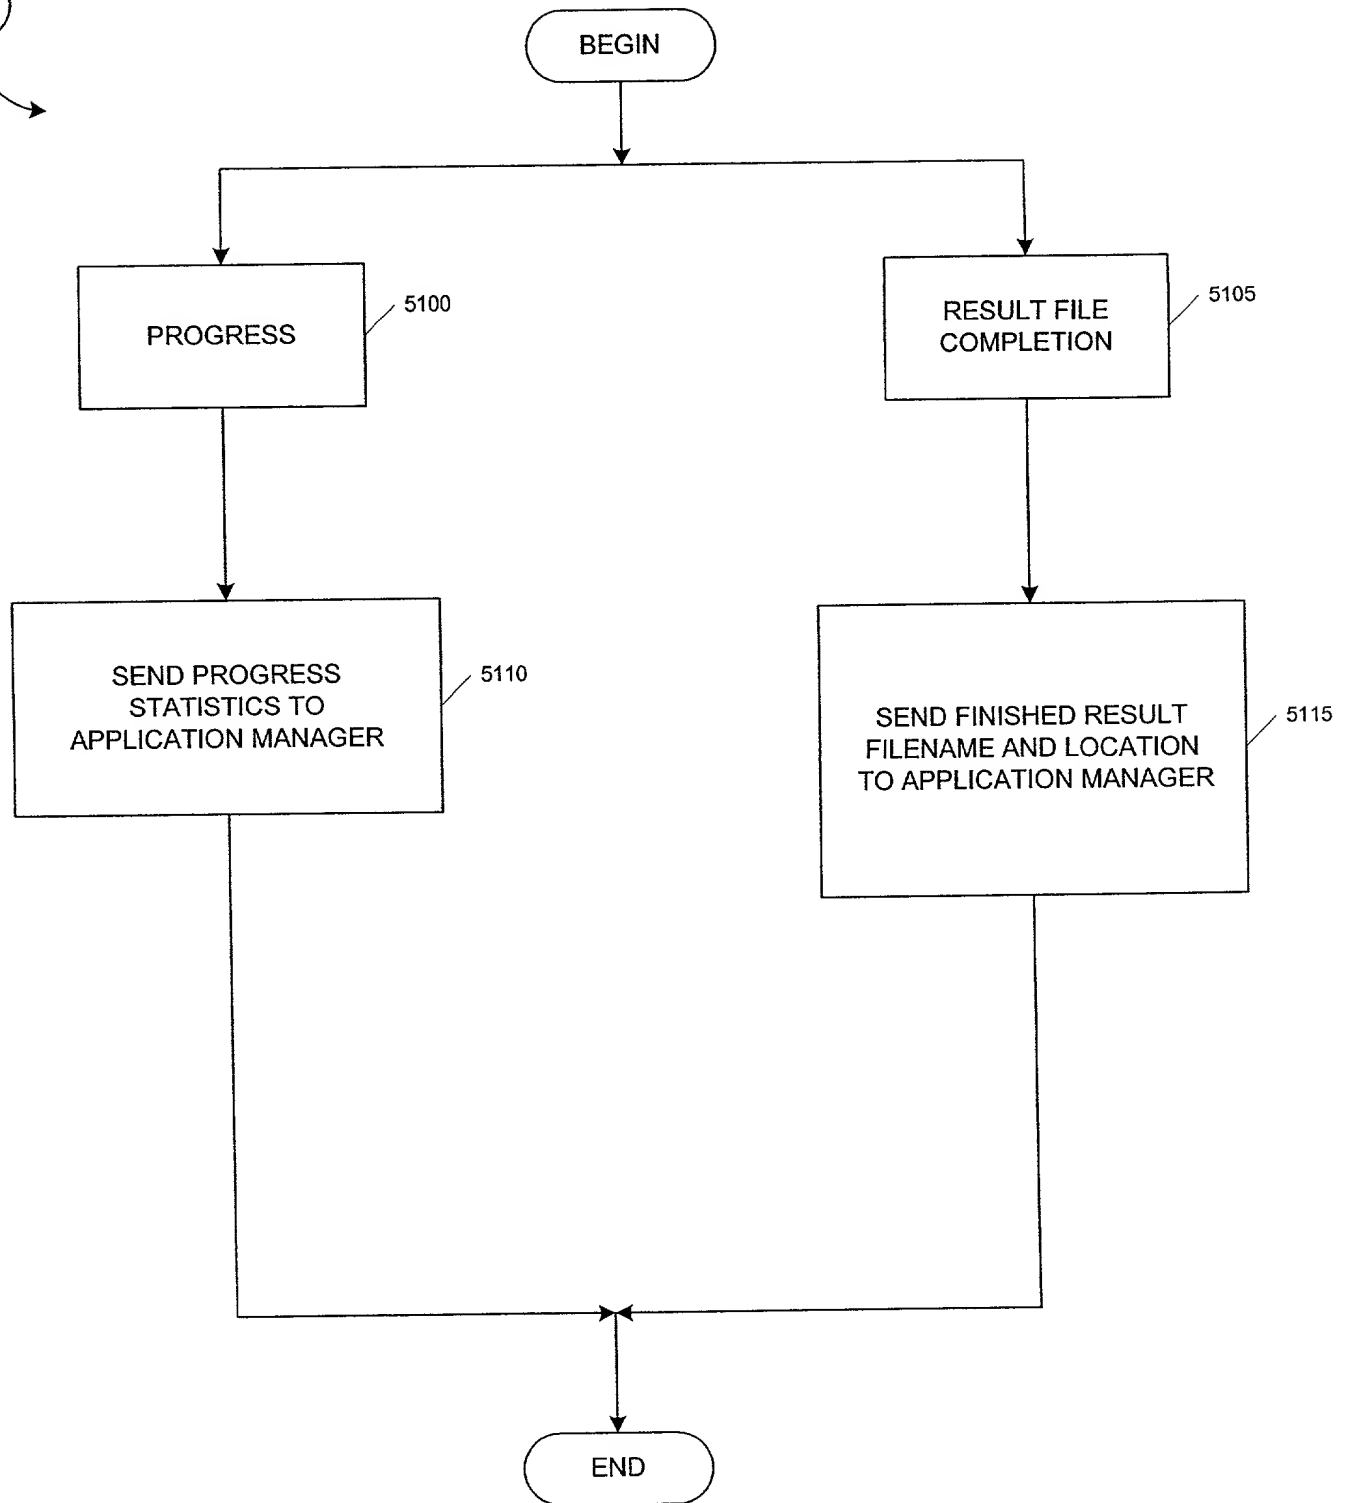 BEGIN
PROGRESS
5100
RESULT FILE
COMPLETION
5105
SEND PROGRESS
STATISTICS TO
APPLICATION MANAGER
5110
SEND FINISHED RESULT
FILENAME AND LOCATION
TO APPLICATION MANAGER
5115
END